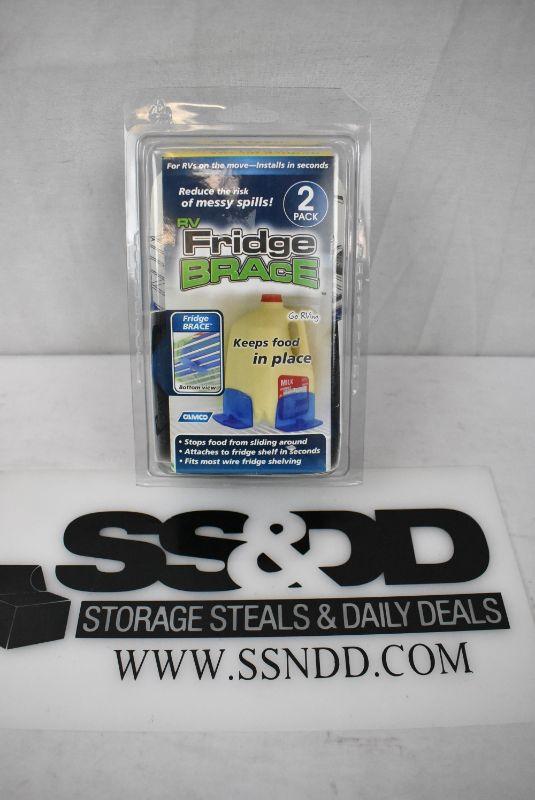 For RVs on the move—Installs in seconds
Reduce the risk
of messy spills!
2
PACK
RV
Fridge
BRACE
™
Go RVing
Fridge
BRACE™
Keeps food
in place
Bottom view
MILK
CAMCO
• Stops food from sliding around
• Attaches to fridge shelf in seconds
• Fits most wire fridge shelving
SS&DD
STORAGE STEALS & DAILY DEALS
WWW.SSNDD.COM